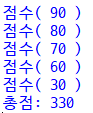 점수( 90 )
점수( 80 )
점수( 70 )
점수( 60 )
점수( 30 )
총점: 330